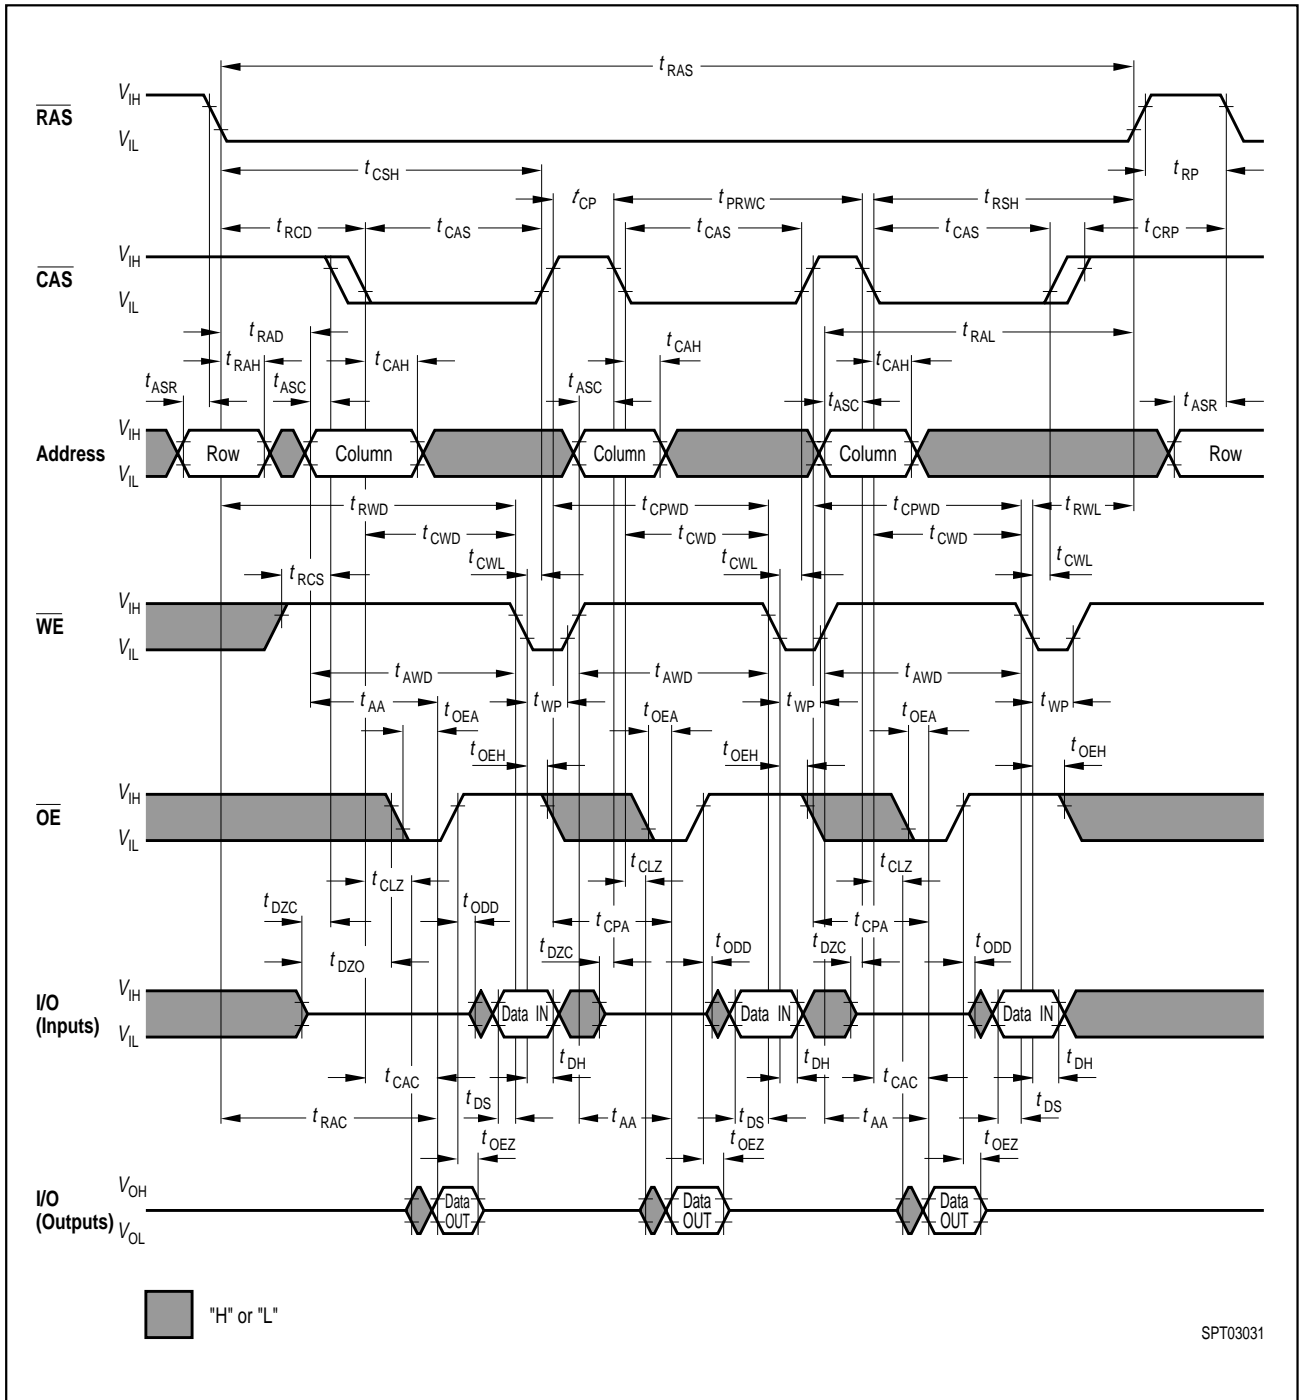 tRAS
VIH
RAS
VIL
tCSH
tRP
tCP
tPRWC
tRSH
tRCD
tCAS
tCAS
tCAS
tCRP
VIH
CAS
VIL
tRAD
tRAL
tRAH
tCAH
tCAH
tCAH
tASR
tASC
tASC
tASC
tASR
VIH
Address
Row
Column
Column
Column
Row
VIL
tRWD
tCPWD
tCPWD
tRWL
tCWD
tCWD
tCWD
tCWL
tCWL
tCWL
tRCS
VIH
WE
VIL
tAWD
tAWD
tAWD
tAA
tWP
tWP
tWP
tOEA
tOEA
tOEA
tOEH
tOEH
tOEH
VIH
OE
VIL
tCLZ
tCLZ
tCLZ
tDZC
tODD
tCPA
tCPA
tDZC
tODD
tDZC
tODD
tDZO
VIH
I/O
(Inputs)
Data IN
Data IN
Data IN
VIL
tDH
tDH
tDH
tCAC
tCAC
tDS
tDS
tDS
tRAC
tAA
tAA
tOEZ
tOEZ
tOEZ
VOH
I/O
(Outputs)
Data
OUT
Data
OUT
Data
OUT
VOL
"H" or "L"
SPT03031